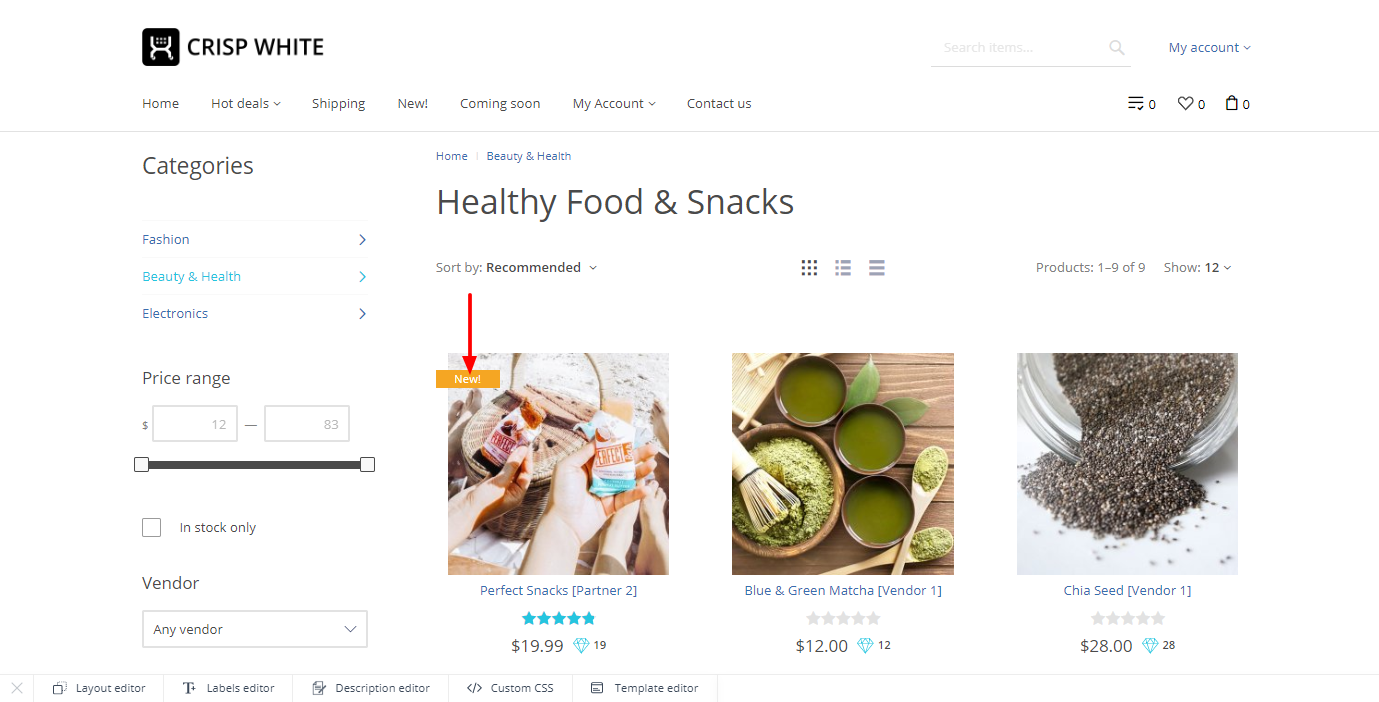 CRISP WHITE
Search items...
My account
Home Hot deals Shipping New! Coming soon My Account Contact us 0 0 0
Categories
Fashion
Beauty & Health
Electronics
Price range
$ 12 — 83
In stock only
Vendor
Any vendor
Home Beauty & Health
Healthy Food & Snacks
Sort by: Recommended
Products: 1–9 of 9 Show: 12
New!
PERFECT
PERFECT
Perfect Snacks [Partner 2]
$19.99 19
Blue & Green Matcha [Vendor 1]
$12.00 12
Chia Seed [Vendor 1]
$28.00 28
Layout editor Labels editor Description editor Custom CSS Template editor